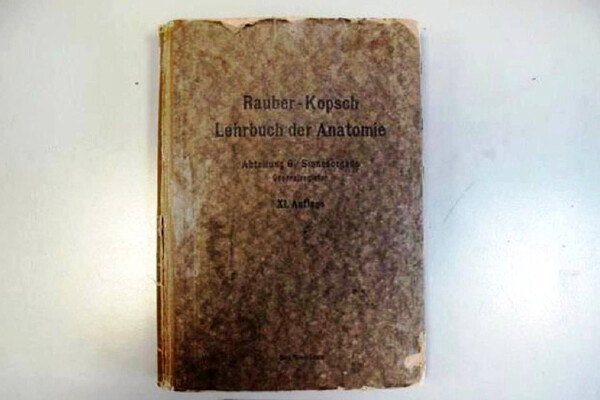 Rauber-Kopsch
Lehrbuch der Anatomie
Abteilung 6: Sinnesorgane
Generalregister
XI. Auflage